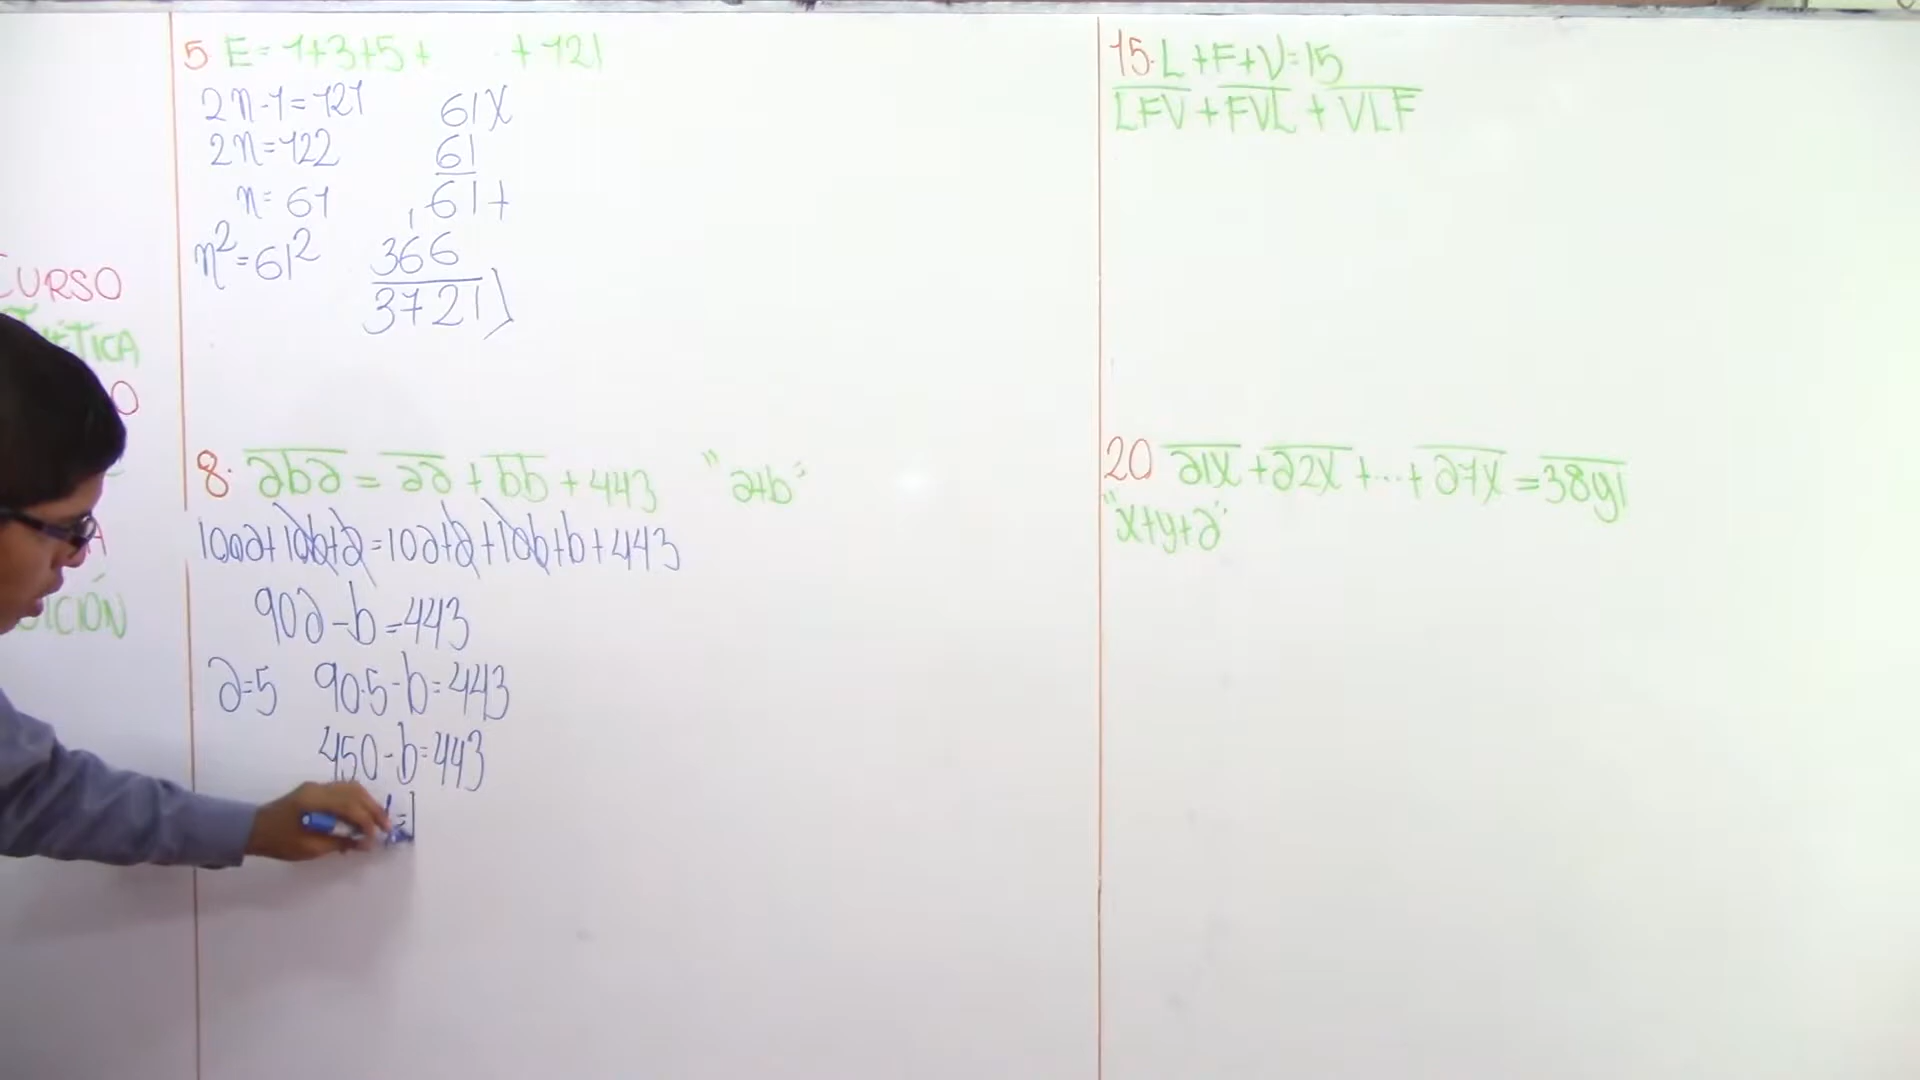 CURSO
5. E=1+3+5+ . +121
2n-1=121
2n=122
n=61
n²=61²
61x
61
61+
366
3721
8. aba = aa + bb + 443 "a+b"
100a+10b+a=10a+a+10b+b+443
90a-b=443
a=5 90·5-b=443
450-b=443
15. L+F+V=15
LFV + FVL + VLF
20 a1x + a2x +...+ a7x = 38y1
"x+y+a"